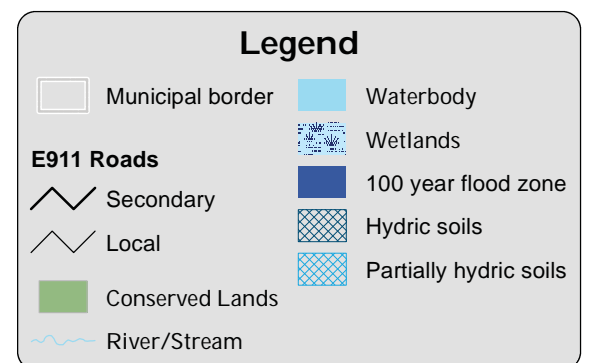 Legend
Municipal border
E911 Roads
Secondary
Local
Conserved Lands
River/Stream
Waterbody
Wetlands
100 year flood zone
Hydric soils
Partially hydric soils